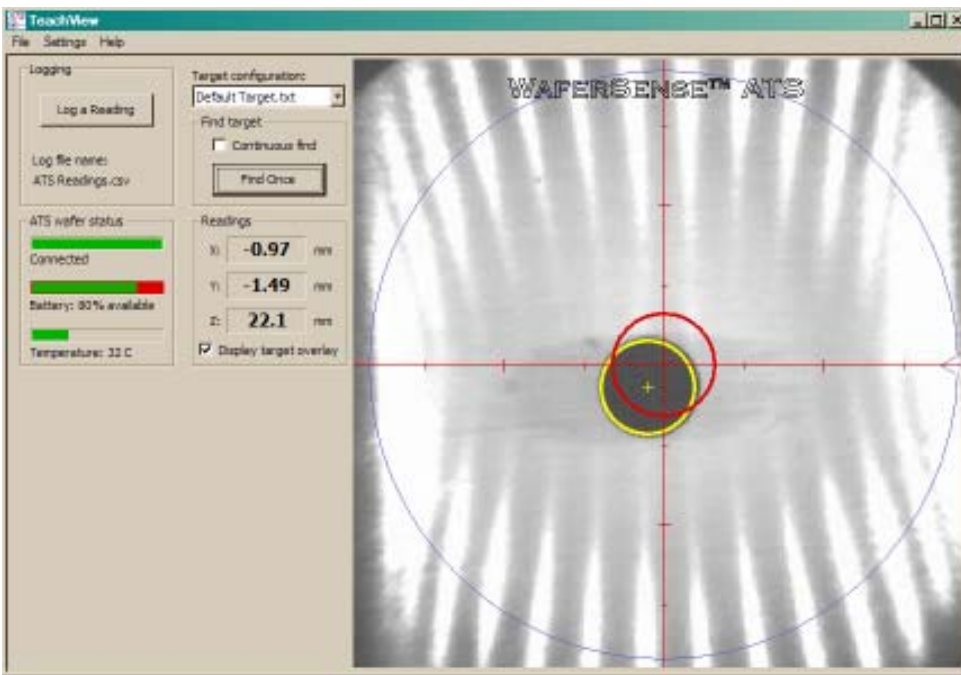 TeachView
File Settings Help
Logging
Log a Reading
Log file name:
ATS Readings.csv
Target configuration:
Default Target.txt
Find target
Continuous find
Find Once
ATS wafer status
Connected
Battery: 80% available
Temperature: 32 C
Readings
X: -0.97 mm
Y: -1.49 mm
Z: 22.1 mm
Display target overlay
WAFERSENSE™ ATS